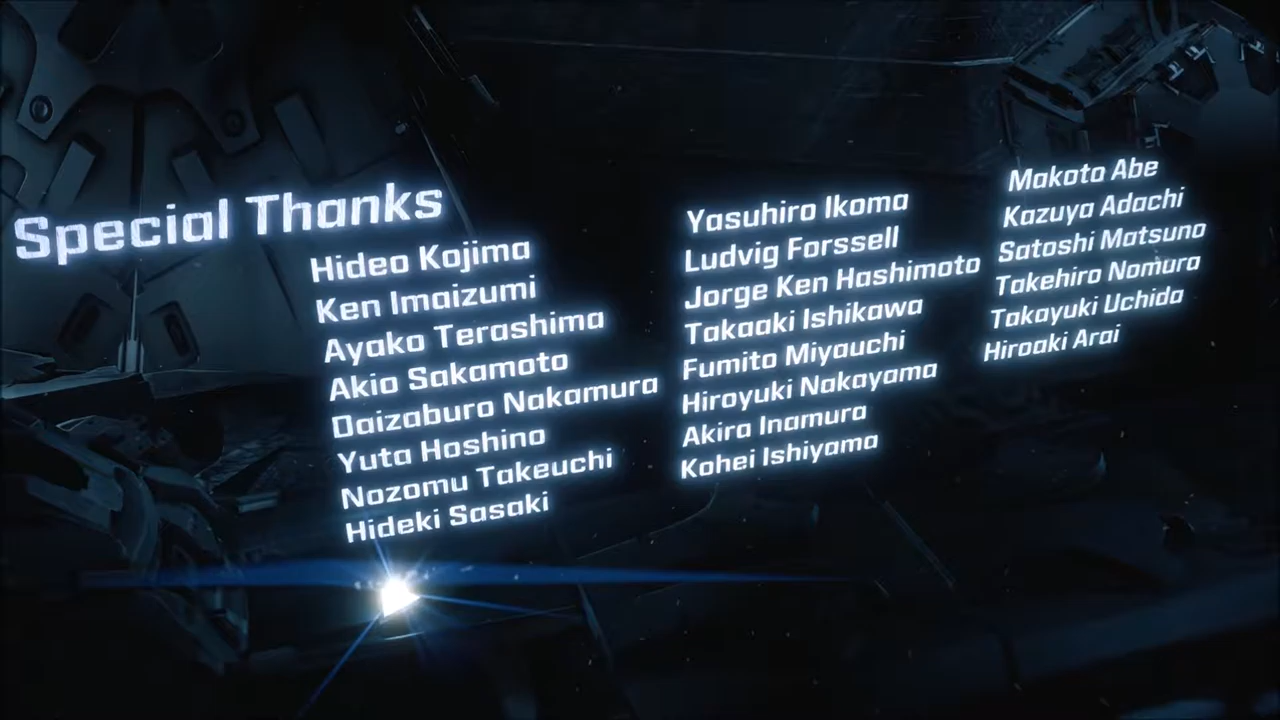 Special Thanks
Hideo Kojima
Ken Imaizumi
Ayako Terashima
Akio Sakamoto
Daizaburo Nakamura
Yuta Hoshino
Nozomu Takeuchi
Hideki Sasaki
Yasuhiro Ikoma
Ludvig Forssell
Jorge Ken Hashimoto
Takaaki Ishikawa
Fumito Miyauchi
Hiroyuki Nakayama
Akira Inamura
Kohei Ishiyama
Makoto Abe
Kazuya Adachi
Satoshi Matsuno
Takehiro Nomura
Takayuki Uchida
Hiroaki Arai